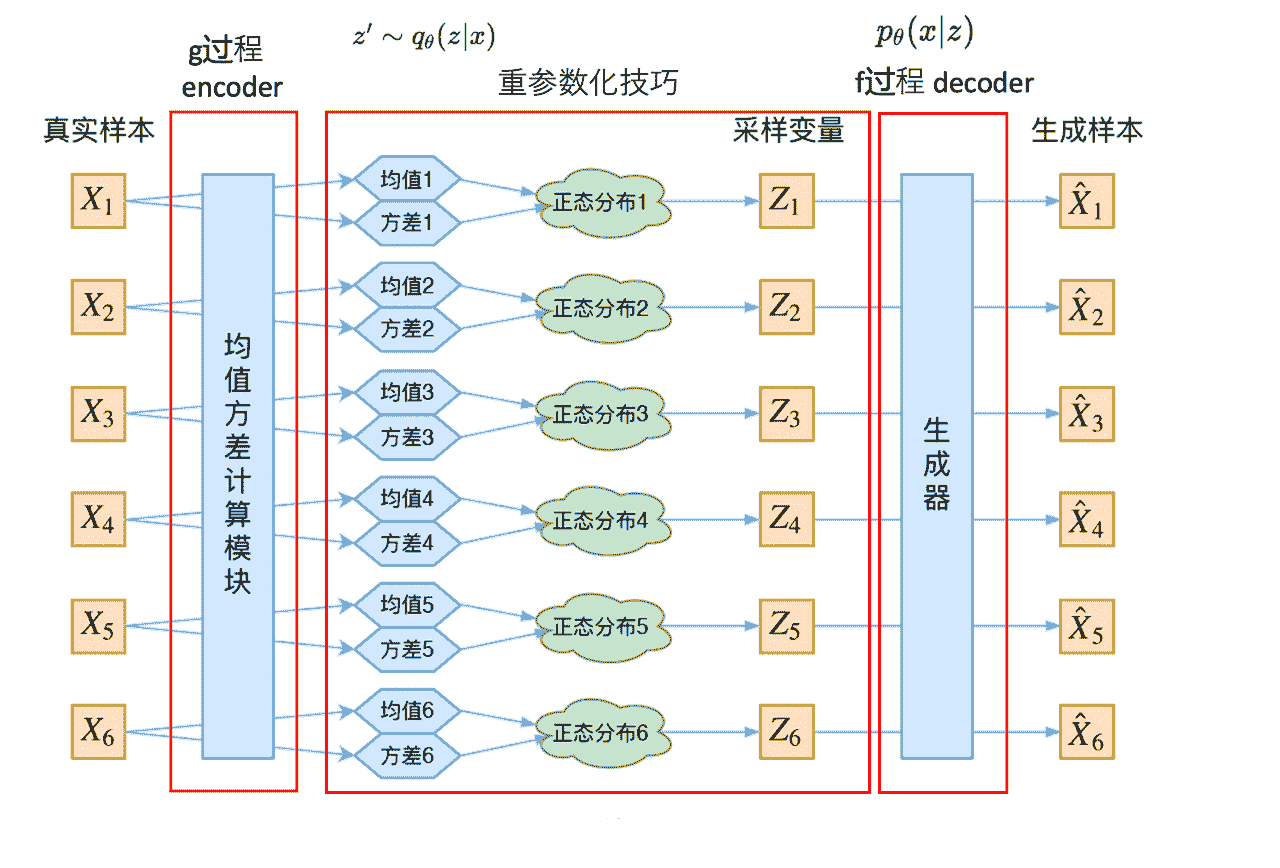 z′ ∼ qθ(z|x)
pθ(x|z)
g过程
encoder
重参数化技巧
f过程 decoder
真实样本
采样变量
生成样本
X1
均值1
方差1
正态分布1
Z1
X̂1
X2
均值2
方差2
正态分布2
Z2
X̂2
X3
均值3
方差3
正态分布3
Z3
X̂3
X4
均值4
方差4
正态分布4
Z4
X̂4
X5
均值5
方差5
正态分布5
Z5
X̂5
X6
均值6
方差6
正态分布6
Z6
X̂6
均值方差计算模块
生成器